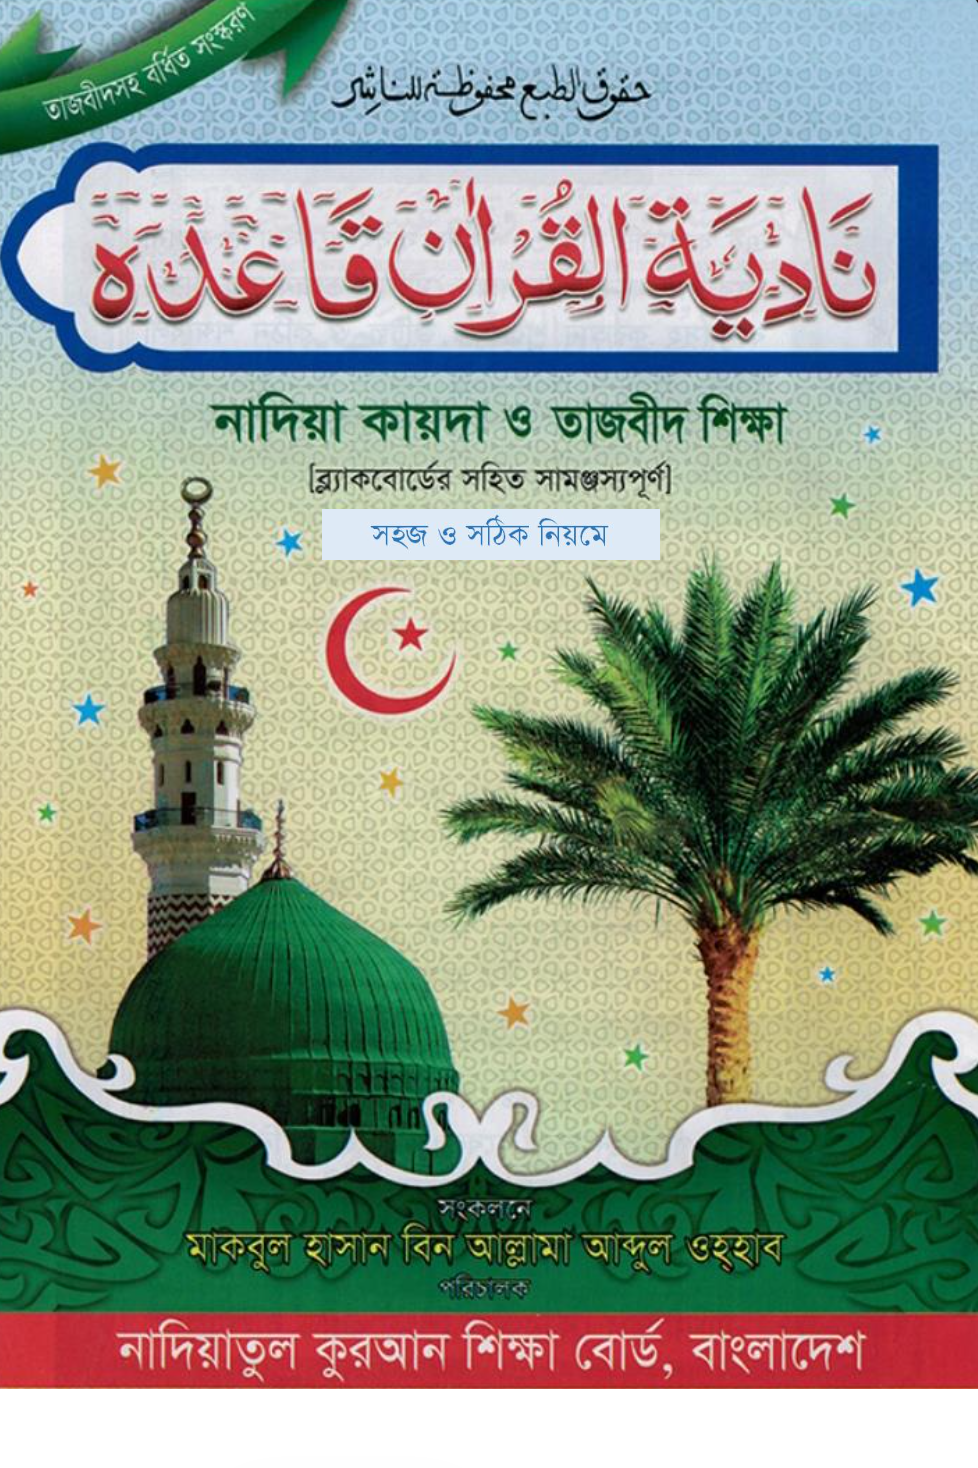 তাজবীদসহ বর্ধিত সংস্করণ
حقوق الطبع محفوظة للناشر
نَادِيَةُ الْقُرْاٰنِ قَاعِدَه
নাদিয়া কায়দা ও তাজবীদ শিক্ষা
[ব্ল্যাকবোর্ডের সহিত সামঞ্জস্যপূর্ণ]
সহজ ও সঠিক নিয়মে
সংকলনে
মাকবুল হাসান বিন আল্লামা আব্দুল ওহ্হাব
পরিচালক
নাদিয়াতুল কুরআন শিক্ষা বোর্ড, বাংলাদেশ